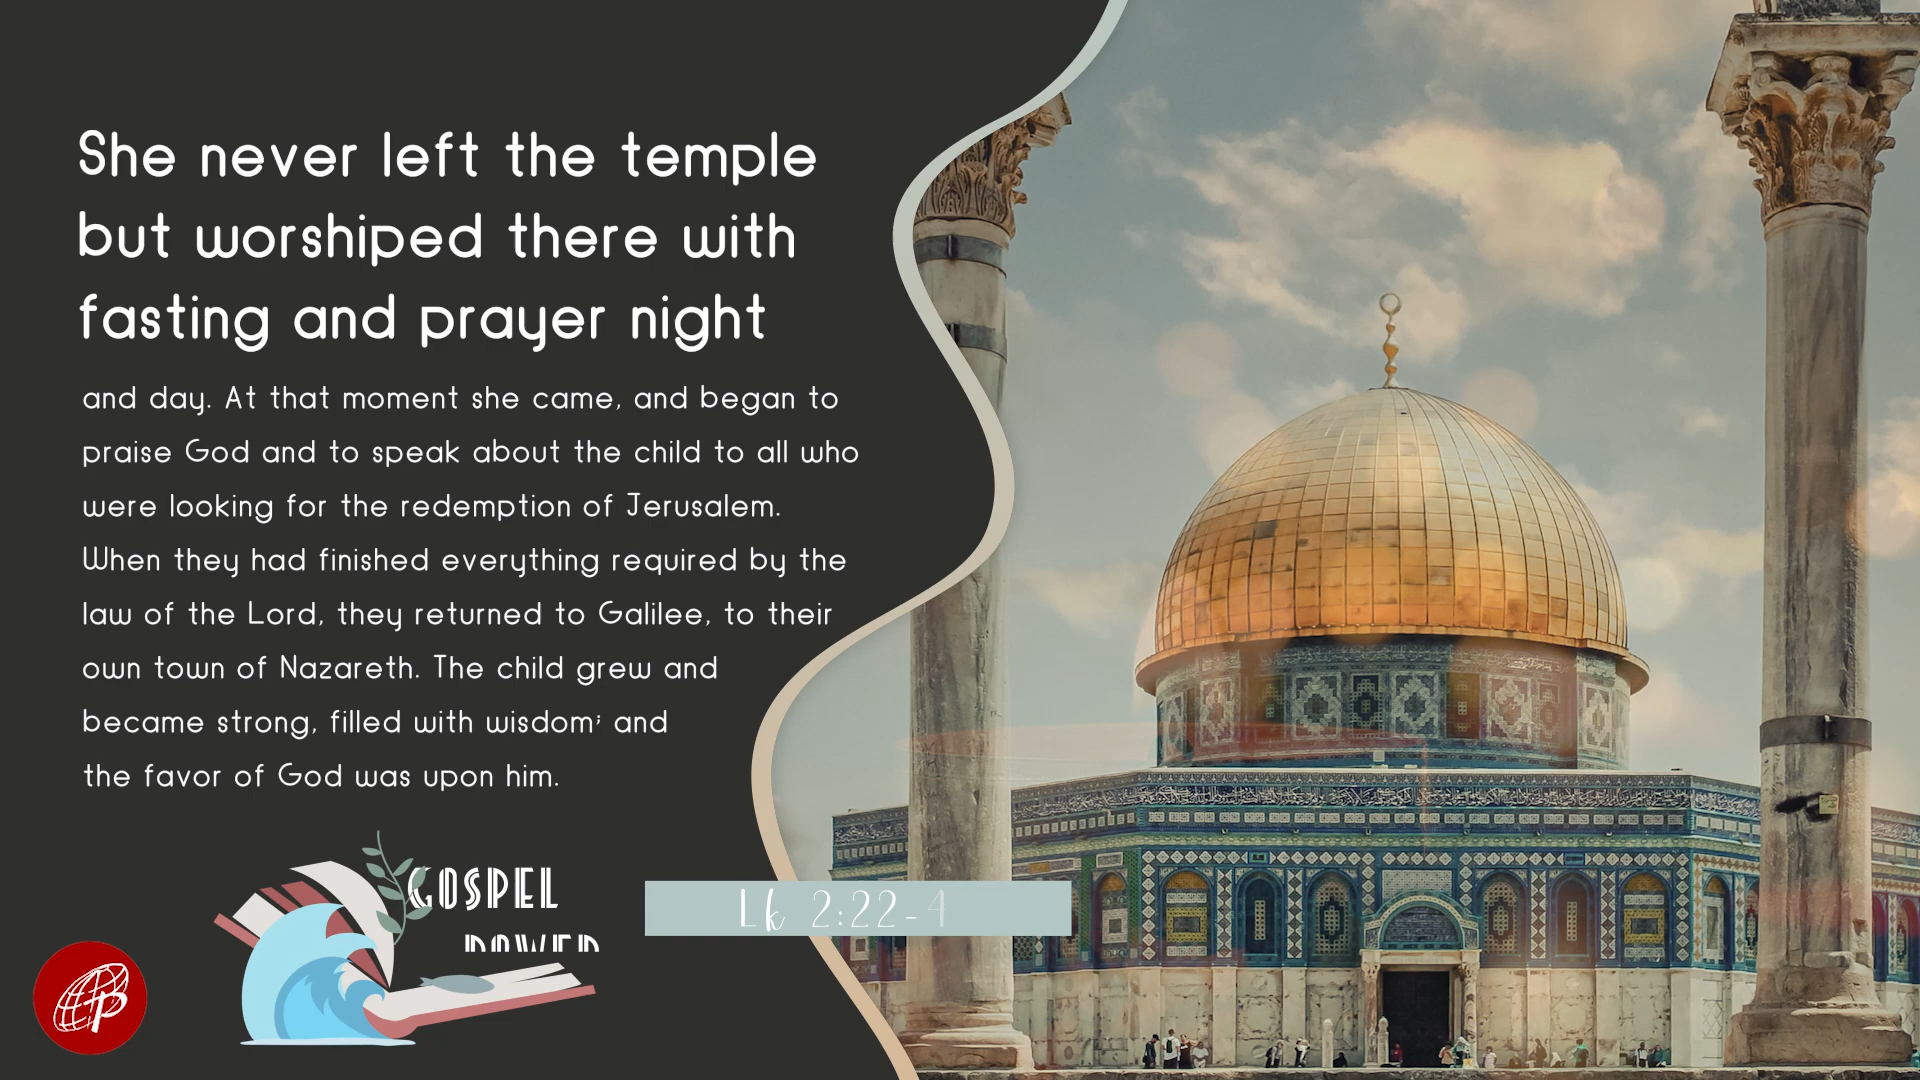 She never left the temple
but worshiped there with
fasting and prayer night
and day. At that moment she came, and began to
praise God and to speak about the child to all who
were looking for the redemption of Jerusalem.
When they had finished everything required by the
law of the Lord, they returned to Galilee, to their
own town of Nazareth. The child grew and
became strong, filled with wisdom; and
the favor of God was upon him.
GOSPEL
POWER
Lk 2:22-4